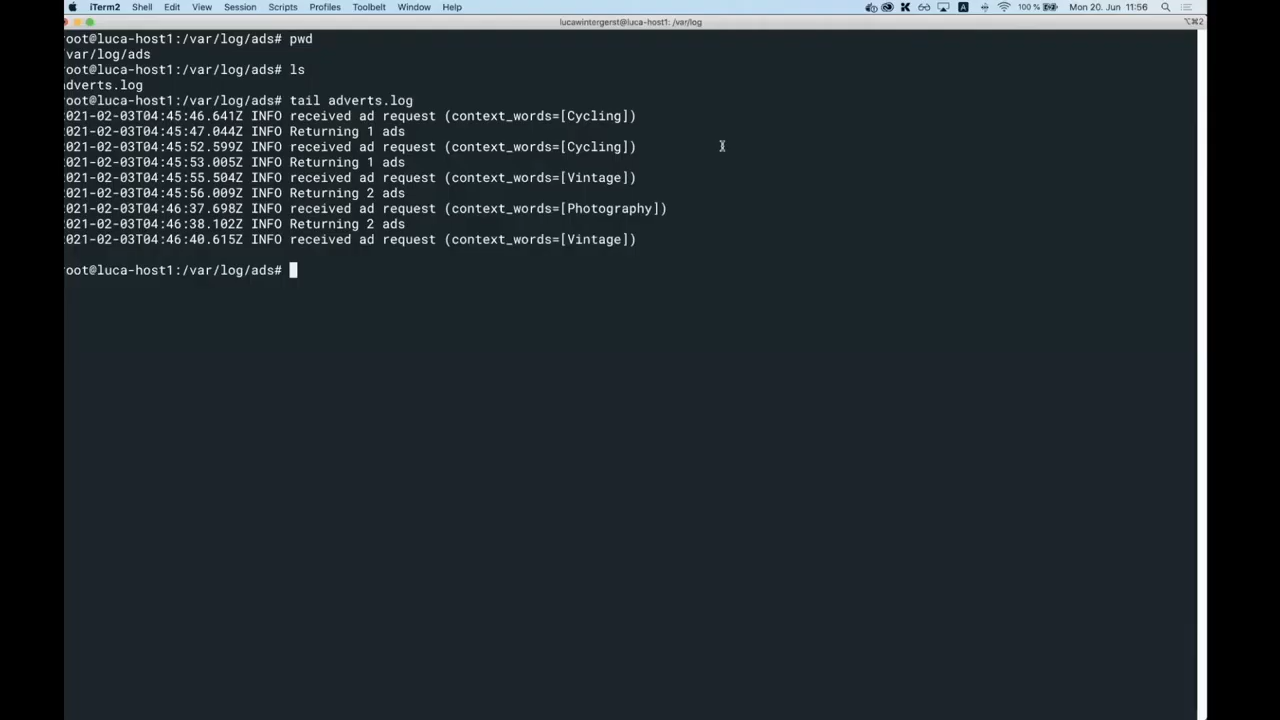 iTerm2 Shell Edit View Session Scripts Profiles Toolbelt Window Help 100 % Mon 20. Jun 11:56
lucawintergerst@luca-host1: /var/log ⌥⌘2
root@luca-host1:/var/log/ads# pwd
/var/log/ads
root@luca-host1:/var/log/ads# ls
adverts.log
root@luca-host1:/var/log/ads# tail adverts.log
2021-02-03T04:45:46.641Z INFO received ad request (context_words=[Cycling])
2021-02-03T04:45:47.044Z INFO Returning 1 ads
2021-02-03T04:45:52.599Z INFO received ad request (context_words=[Cycling])
2021-02-03T04:45:53.005Z INFO Returning 1 ads
2021-02-03T04:45:55.504Z INFO received ad request (context_words=[Vintage])
2021-02-03T04:45:56.009Z INFO Returning 2 ads
2021-02-03T04:46:37.698Z INFO received ad request (context_words=[Photography])
2021-02-03T04:46:38.102Z INFO Returning 2 ads
2021-02-03T04:46:40.615Z INFO received ad request (context_words=[Vintage])
root@luca-host1:/var/log/ads#